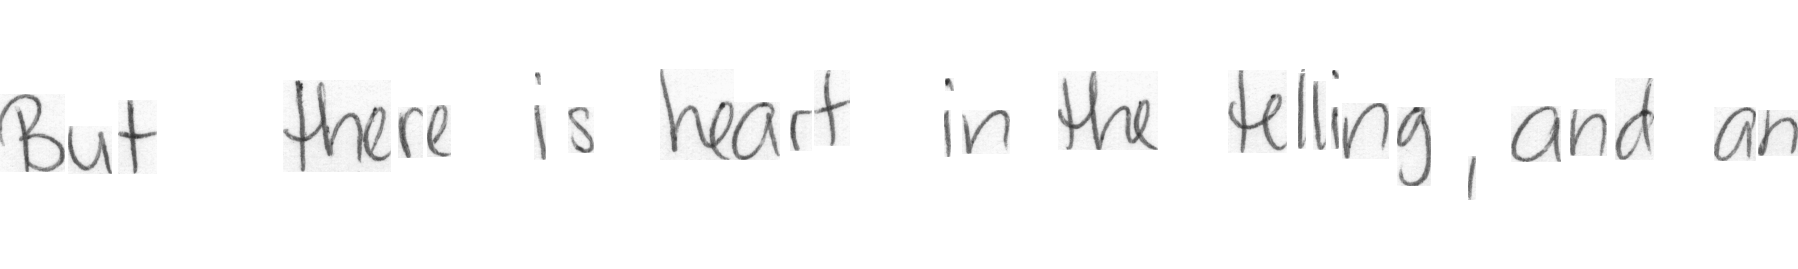 But there is heart in the telling, and an